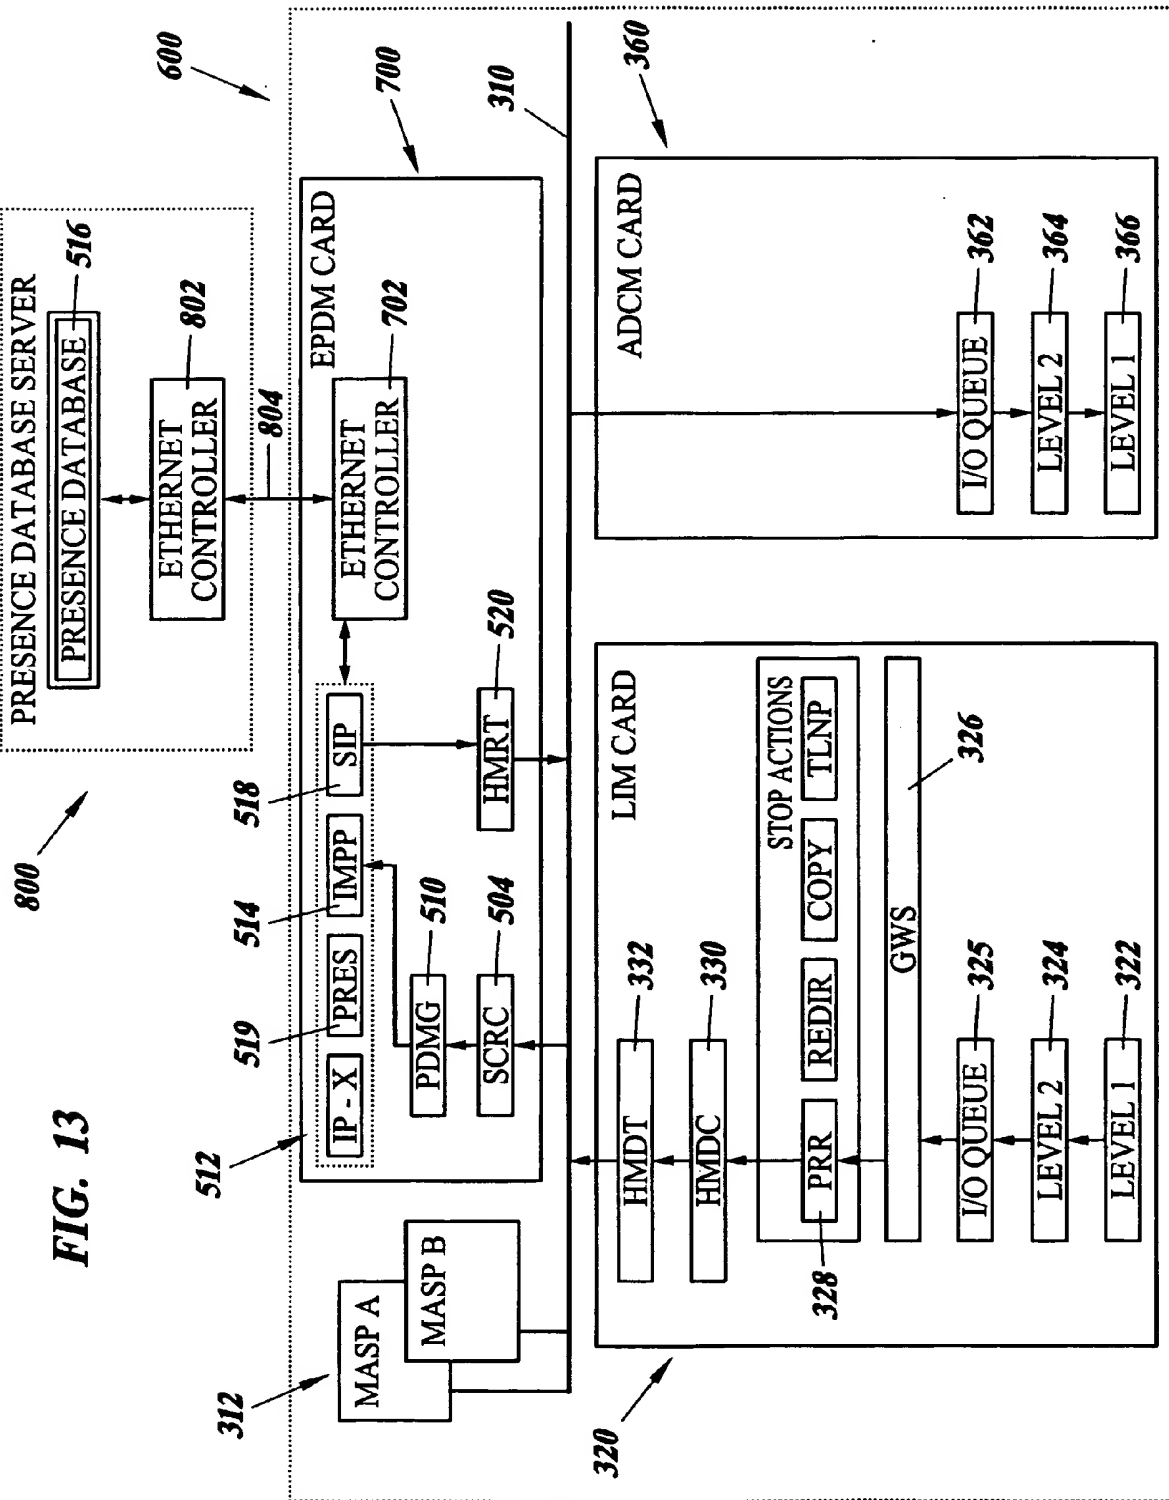 FIG. 13
800
600
PRESENCE DATABASE SERVER
PRESENCE DATABASE
516
ETHERNET
CONTROLLER
802
804
312
MASP A
MASP B
700
EPDM CARD
512
IP - X
519
PRES
514
IMPP
518
SIP
ETHERNET
CONTROLLER
702
PDMG
510
SCRC
504
HMRT
520
310
320
LIM CARD
HMDT
332
HMDC
330
STOP ACTIONS
328
PRR
REDIR
COPY
TLNP
GWS
326
I/O QUEUE
325
LEVEL 2
324
LEVEL 1
322
360
ADCM CARD
I/O QUEUE
362
LEVEL 2
364
LEVEL 1
366